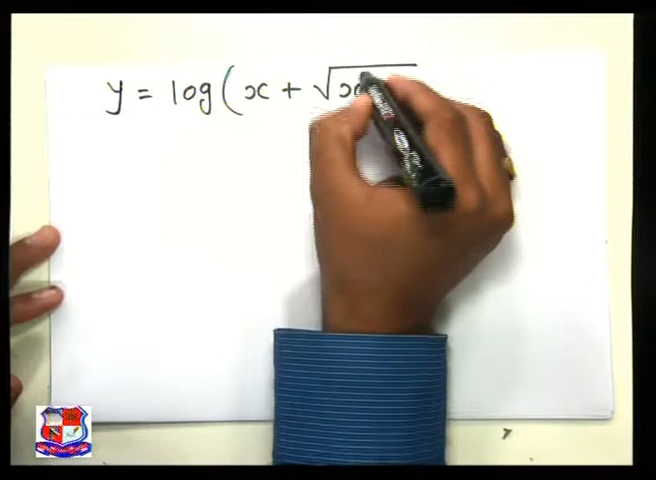 y = log(x + √x